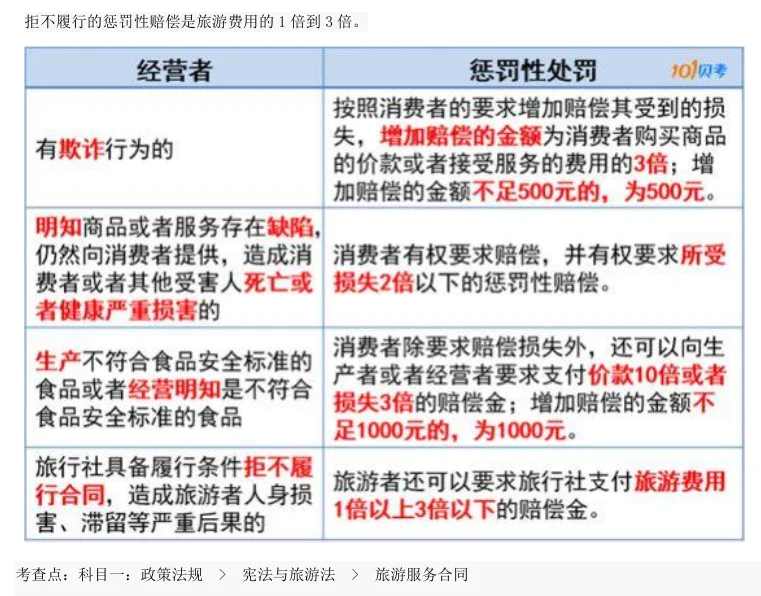 拒不履行的惩罚性赔偿是旅游费用的 1 倍到 3 倍。
经营者
惩罚性处罚
101贝考
有欺诈行为的
按照消费者的要求增加赔偿其受到的损
失，增加赔偿的金额为消费者购买商品
的价款或者接受服务的费用的3倍；增
加赔偿的金额不足500元的，为500元。
明知商品或者服务存在缺陷，
仍然向消费者提供，造成消
费者或者其他受害人死亡或
者健康严重损害的
消费者有权要求赔偿，并有权要求所受
损失2倍以下的惩罚性赔偿。
生产不符合食品安全标准的
食品或者经营明知是不符合
食品安全标准的食品
消费者除要求赔偿损失外，还可以向生
产者或者经营者要求支付价款10倍或者
损失3倍的赔偿金；增加赔偿的金额不
足1000元的，为1000元。
旅行社具备履行条件拒不履
行合同，造成旅游者人身损
害、滞留等严重后果的
旅游者还可以要求旅行社支付旅游费用
1倍以上3倍以下的赔偿金。
考查点：科目一：政策法规 > 宪法与旅游法 > 旅游服务合同